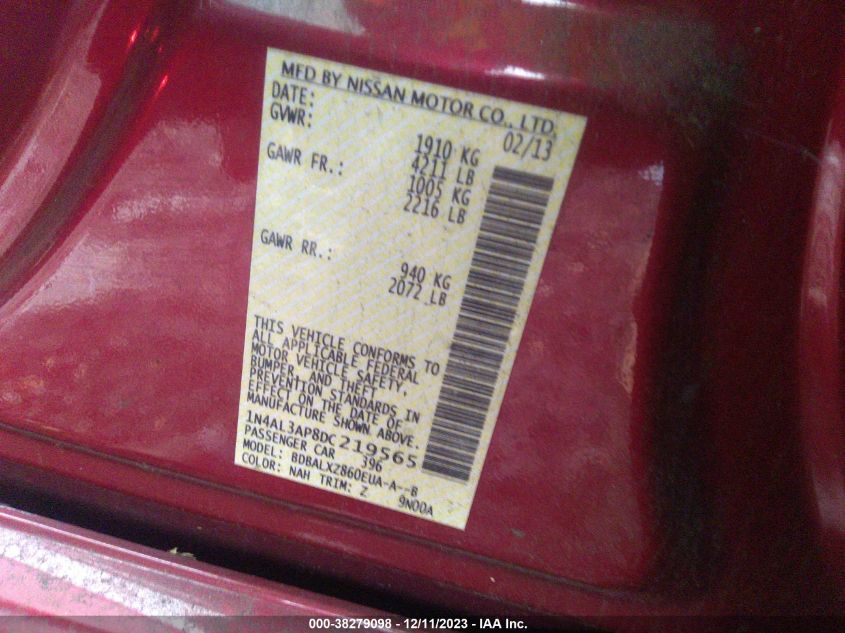 MFD BY NISSAN MOTOR CO., LTD.
DATE: 02/13
GVWR: 1910 KG
4211 LB
GAWR FR.: 1005 KG
2216 LB
GAWR RR.: 940 KG
2072 LB
THIS VEHICLE CONFORMS TO
ALL APPLICABLE FEDERAL
MOTOR VEHICLE SAFETY,
BUMPER, AND THEFT
PREVENTION STANDARDS IN
EFFECT ON THE DATE OF
MANUFACTURE SHOWN ABOVE.
1N4AL3AP8DC219565
PASSENGER CAR 396
MODEL: BDBALXZ860EUA-A--B
COLOR: NAH TRIM: Z 9N00A
000-38279098 - 12/11/2023 - IAA Inc.